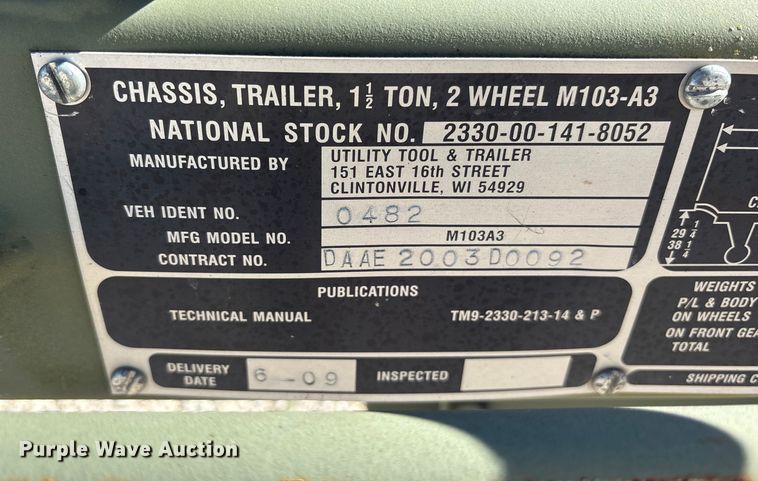 CHASSIS, TRAILER, 1½ TON, 2 WHEEL M103-A3
NATIONAL STOCK NO. 2330-00-141-8052
MANUFACTURED BY UTILITY TOOL & TRAILER
151 EAST 16th STREET
CLINTONVILLE, WI 54929
VEH IDENT NO. 0482
MFG MODEL NO. M103A3
CONTRACT NO. DAAE 2003D0092
PUBLICATIONS
TECHNICAL MANUAL TM9-2330-213-14 & P
DELIVERY DATE 6-09 INSPECTED
C
29 ¼
38 ¼
WEIGHTS
P/L & BODY
ON WHEELS
ON FRONT GEA
TOTAL
SHIPPING C
Purple Wave Auction